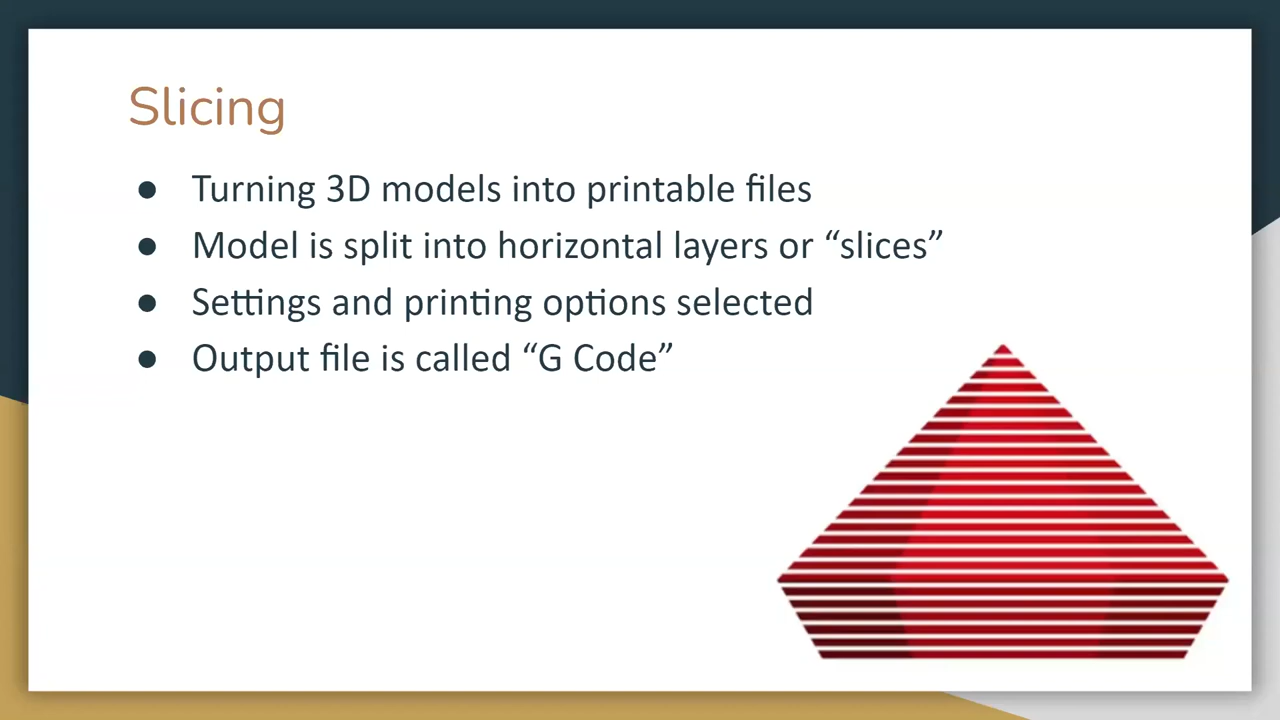 Slicing
● Turning 3D models into printable files
● Model is split into horizontal layers or “slices”
● Settings and printing options selected
● Output file is called “G Code”